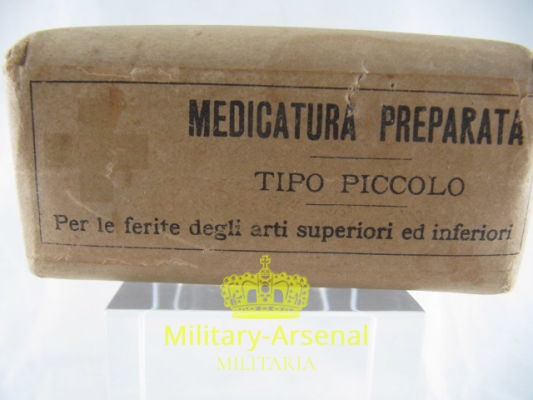 MEDICATURA PREPARATA
TIPO PICCOLO
Per le ferite degli arti superiori ed inferiori
Military-Arsenal
MILITARIA